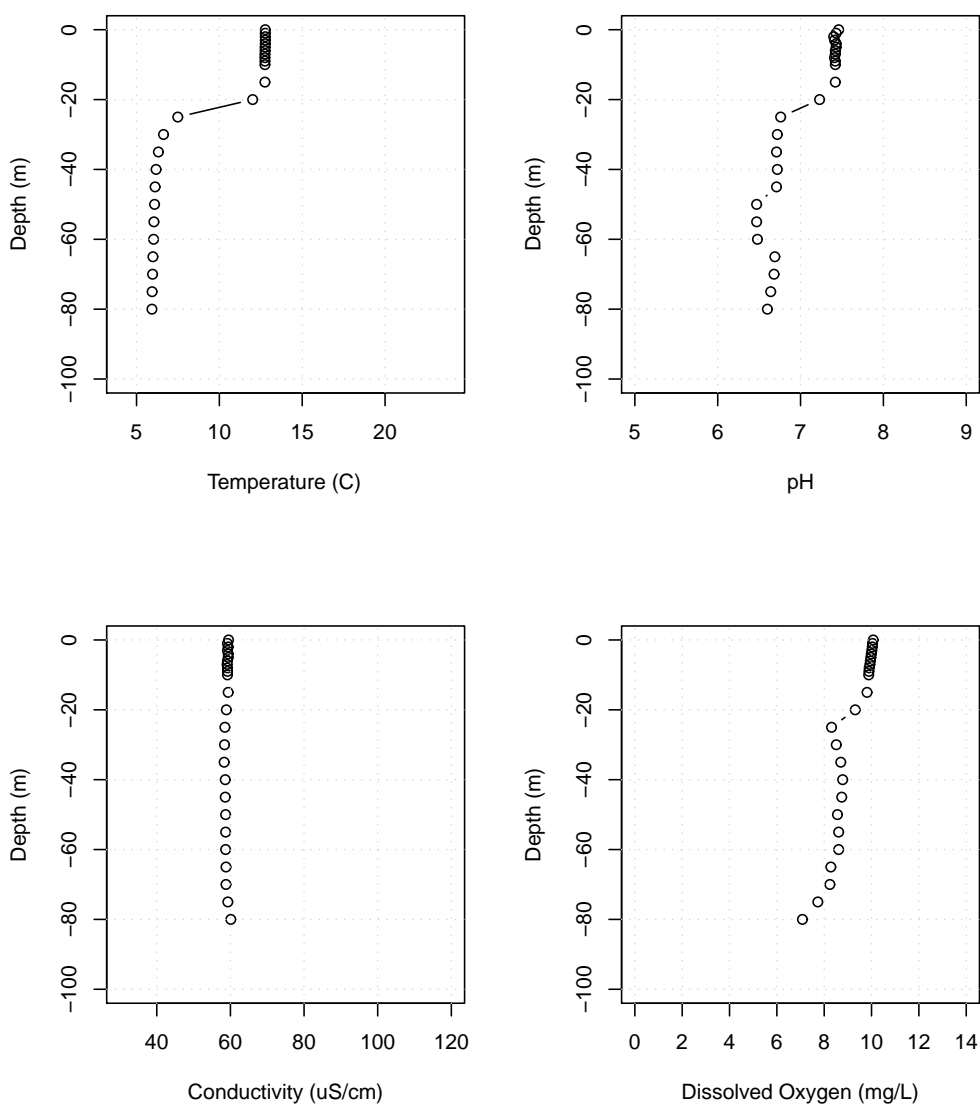 0
−20
−40
−60
−80
−100
Depth (m)
5 10 15 20
Temperature (C)
0
−20
−40
−60
−80
−100
Depth (m)
5 6 7 8 9
pH
0
−20
−40
−60
−80
−100
Depth (m)
40 60 80 100 120
Conductivity (uS/cm)
0
−20
−40
−60
−80
−100
Depth (m)
0 2 4 6 8 10 12 14
Dissolved Oxygen (mg/L)